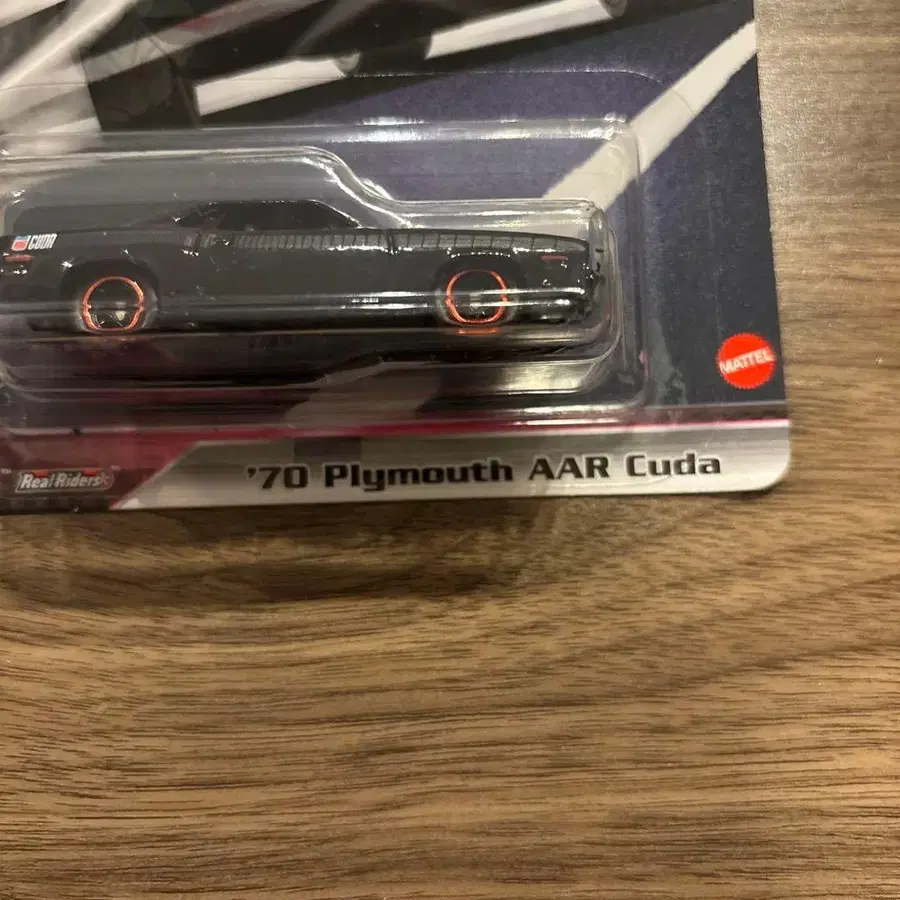 CUDA
MATTEL
Real Riders
'70 Plymouth AAR Cuda